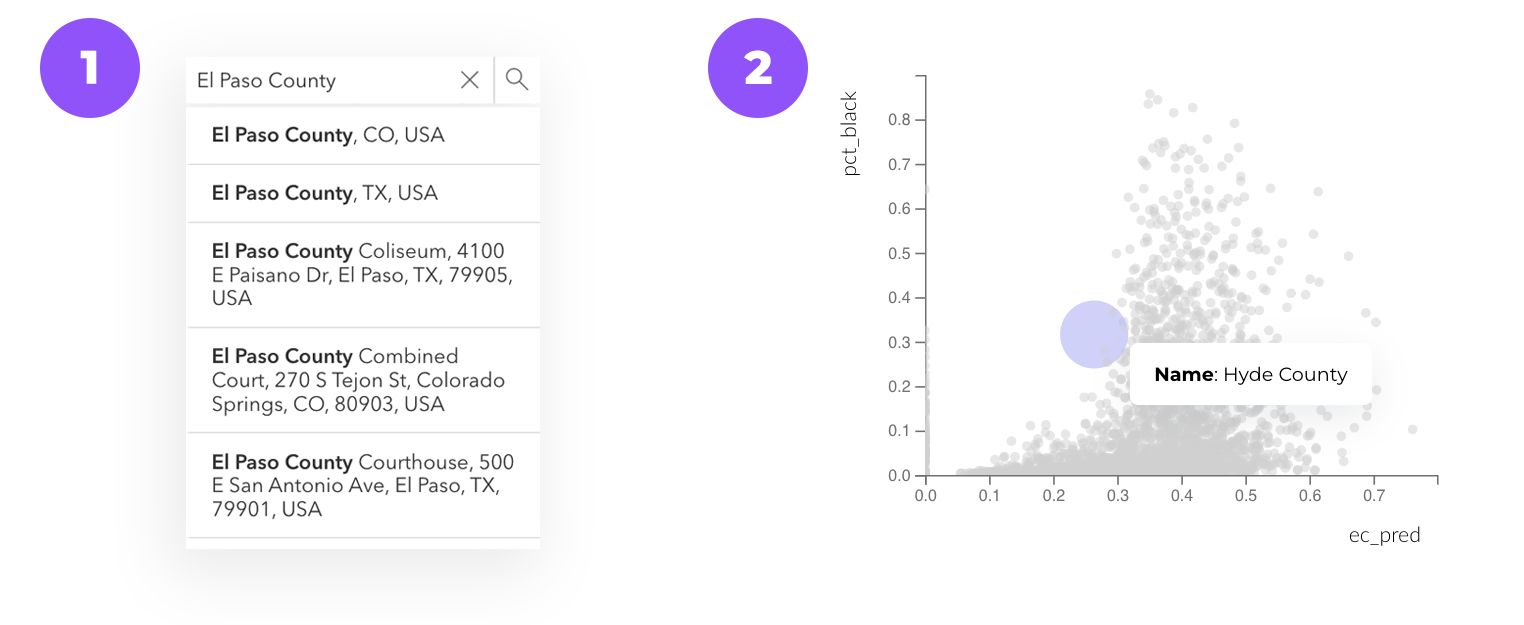 1
El Paso County
El Paso County, CO, USA
El Paso County, TX, USA
El Paso County Coliseum, 4100
E Paisano Dr, El Paso, TX, 79905,
USA
El Paso County Combined
Court, 270 S Tejon St, Colorado
Springs, CO, 80903, USA
El Paso County Courthouse, 500
E San Antonio Ave, El Paso, TX,
79901, USA
2
pct_black
0.8
0.7
0.6
0.5
0.4
0.3
0.2
0.1
0.0
Name: Hyde County
0.0 0.1 0.2 0.3 0.4 0.5 0.6 0.7
ec_pred